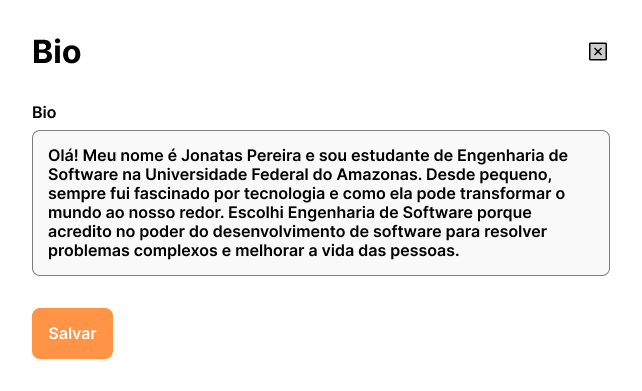 Bio
Bio
Olá! Meu nome é Jonatas Pereira e sou estudante de Engenharia de
Software na Universidade Federal do Amazonas. Desde pequeno,
sempre fui fascinado por tecnologia e como ela pode transformar o
mundo ao nosso redor. Escolhi Engenharia de Software porque
acredito no poder do desenvolvimento de software para resolver
problemas complexos e melhorar a vida das pessoas.
Salvar